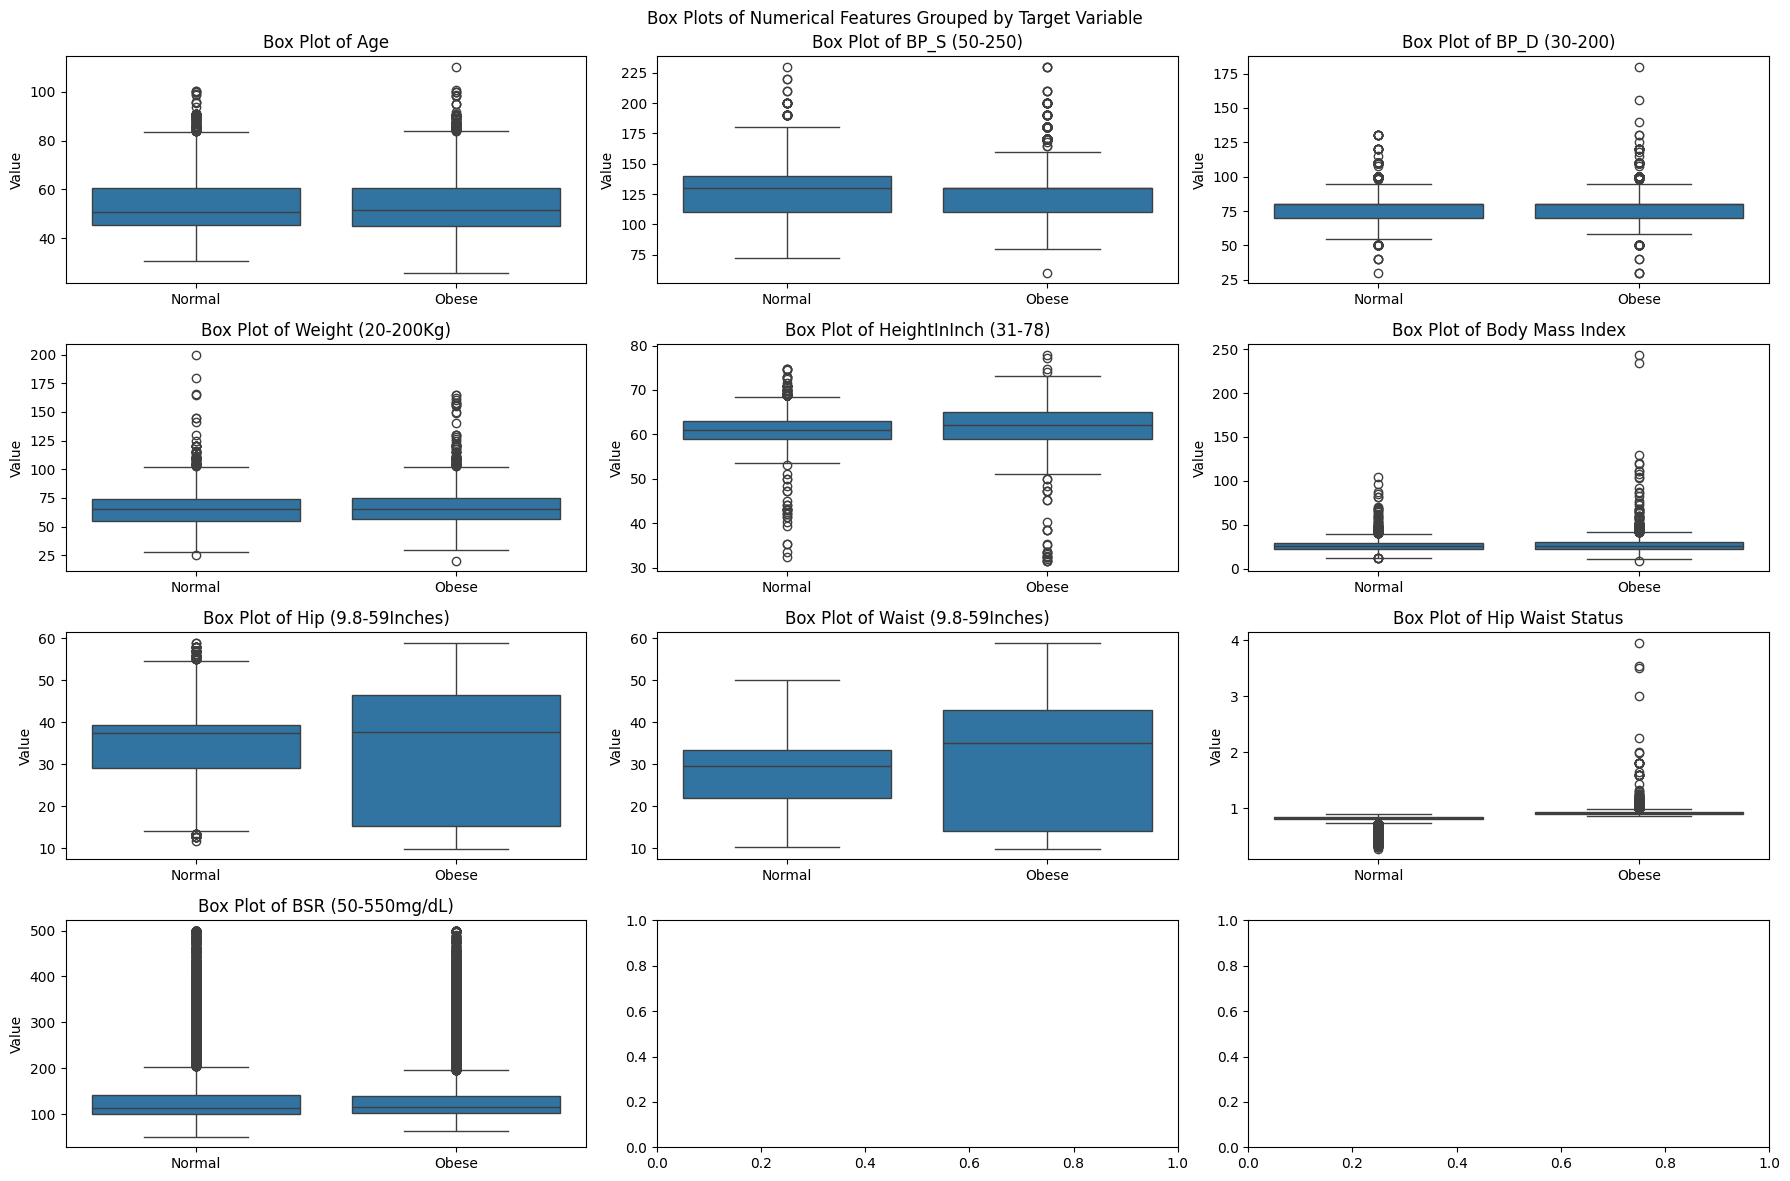 Box Plots of Numerical Features Grouped by Target Variable
Box Plot of Age
Value
100
80
60
40
Normal
Obese
Box Plot of BP_S (50-250)
Value
225
200
175
150
125
100
75
Normal
Obese
Box Plot of BP_D (30-200)
Value
175
150
125
100
75
50
25
Normal
Obese
Box Plot of Weight (20-200Kg)
Value
200
175
150
125
100
75
50
25
Normal
Obese
Box Plot of HeightInInch (31-78)
Value
80
70
60
50
40
30
Normal
Obese
Box Plot of Body Mass Index
Value
250
200
150
100
50
0
Normal
Obese
Box Plot of Hip (9.8-59Inches)
Value
60
50
40
30
20
10
Normal
Obese
Box Plot of Waist (9.8-59Inches)
Value
60
50
40
30
20
10
Normal
Obese
Box Plot of Hip Waist Status
Value
4
3
2
1
Normal
Obese
Box Plot of BSR (50-550mg/dL)
Value
500
400
300
200
100
Normal
Obese
1.0
0.8
0.6
0.4
0.2
0.0
0.0 0.2 0.4 0.6 0.8 1.0
1.0
0.8
0.6
0.4
0.2
0.0
0.0 0.2 0.4 0.6 0.8 1.0